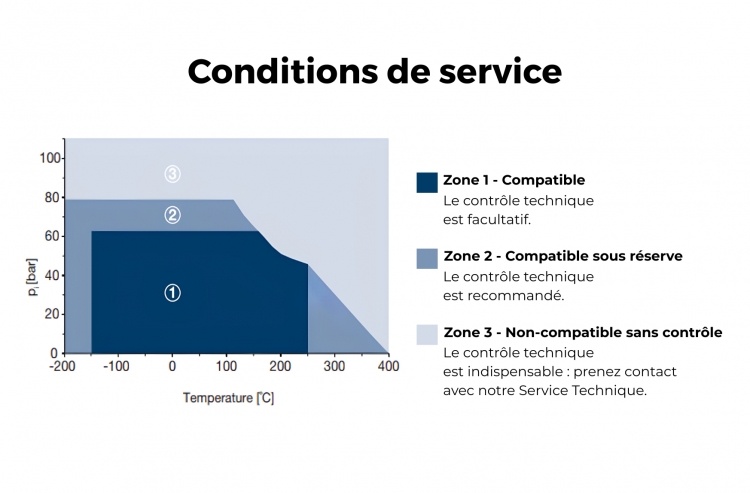 Conditions de service
③
②
①
100
80
60
40
20
0
pᵢ [bar]
-200 -100 0 100 200 300 400
Temperature [°C]
Zone 1 - Compatible
Le contrôle technique
est facultatif.
Zone 2 - Compatible sous réserve
Le contrôle technique
est recommandé.
Zone 3 - Non-compatible sans contrôle
Le contrôle technique
est indispensable : prenez contact
avec notre Service Technique.